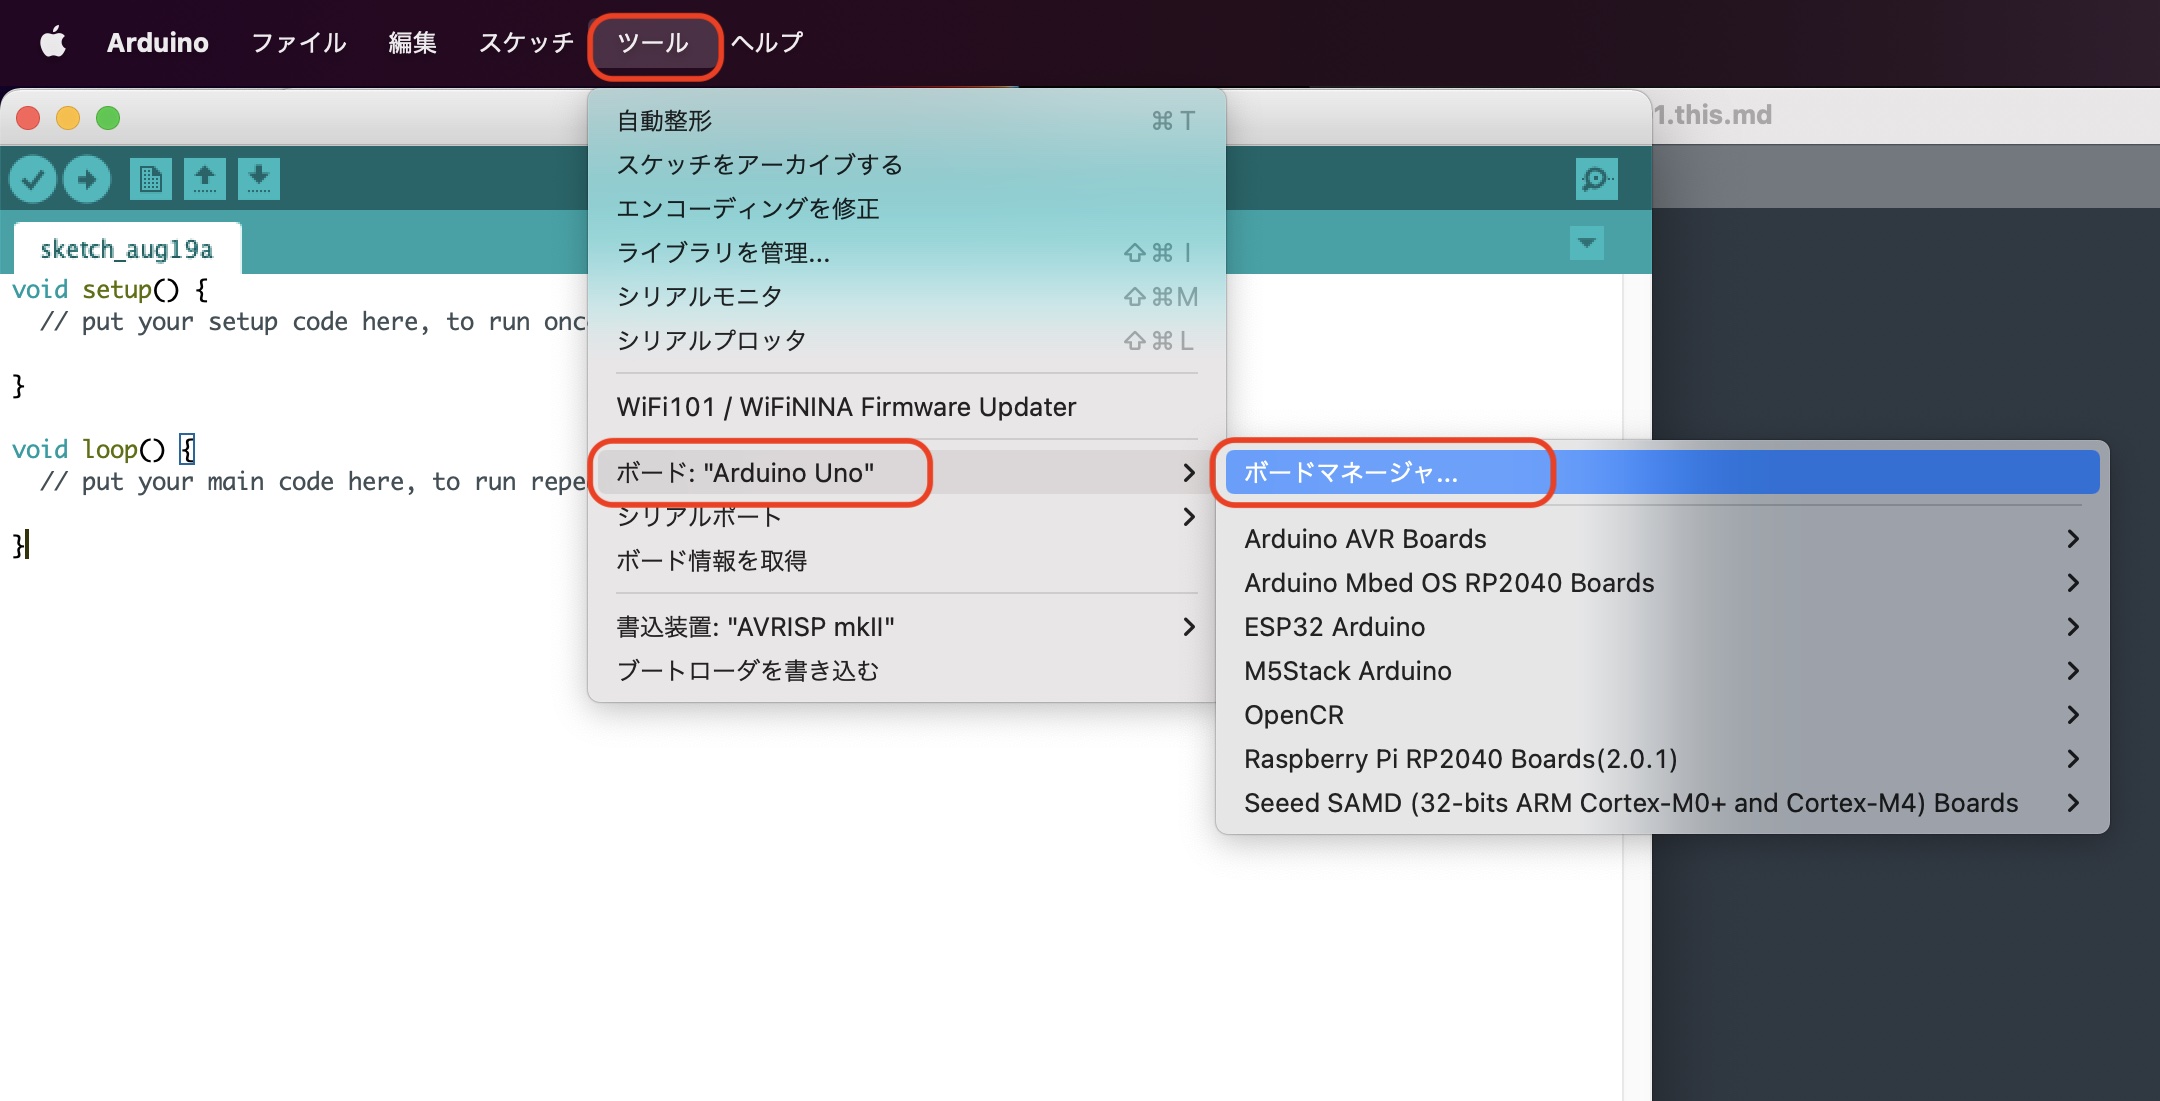 Arduino ファイル 編集 スケッチ ツール ヘルプ
1.this.md
sketch_aug19a
void setup() {
// put your setup code here, to run onc
}
void loop() {
// put your main code here, to run repe
}
自動整形 ⌘T
スケッチをアーカイブする
エンコーディングを修正
ライブラリを管理... ⇧⌘I
シリアルモニタ ⇧⌘M
シリアルプロッタ ⇧⌘L
WiFi101 / WiFiNINA Firmware Updater
ボード: "Arduino Uno"
シリアルポート
ボード情報を取得
書込装置: "AVRISP mkII"
ブートローダを書き込む
ボードマネージャ...
Arduino AVR Boards
Arduino Mbed OS RP2040 Boards
ESP32 Arduino
M5Stack Arduino
OpenCR
Raspberry Pi RP2040 Boards(2.0.1)
Seeed SAMD (32-bits ARM Cortex-M0+ and Cortex-M4) Boards